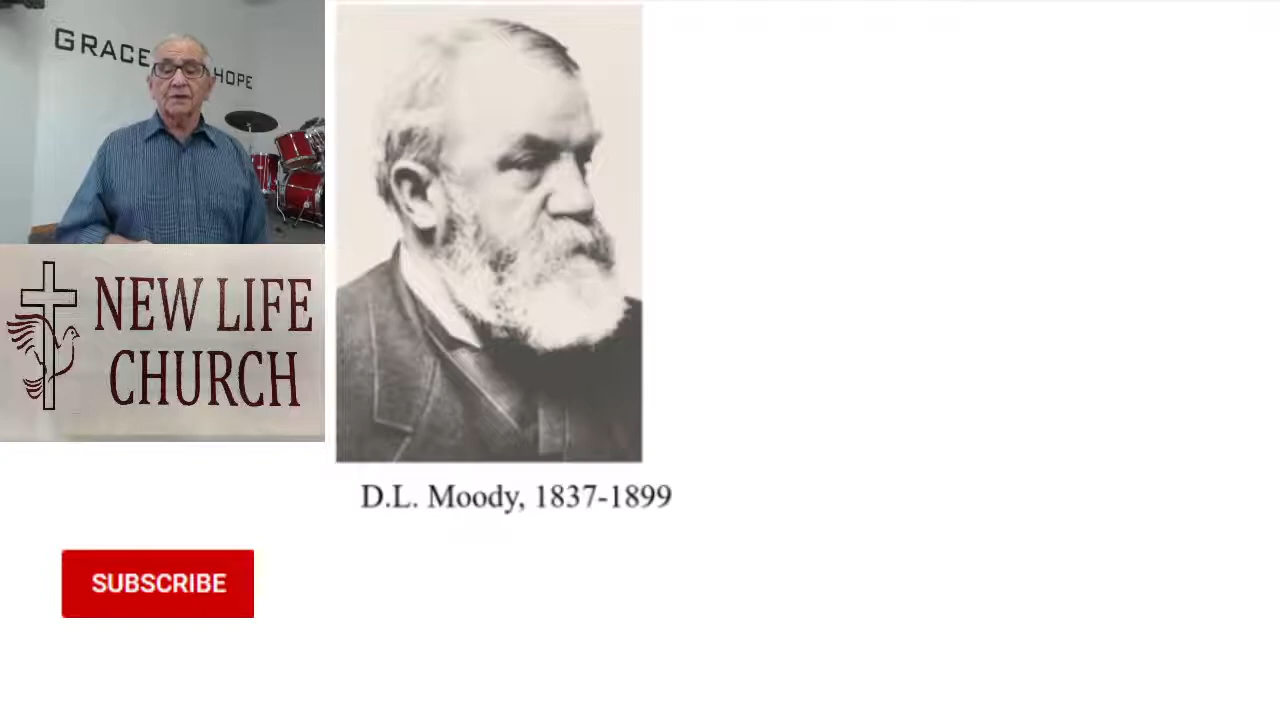 GRACE HOPE
NEW LIFE
CHURCH
D.L. Moody, 1837-1899
SUBSCRIBE